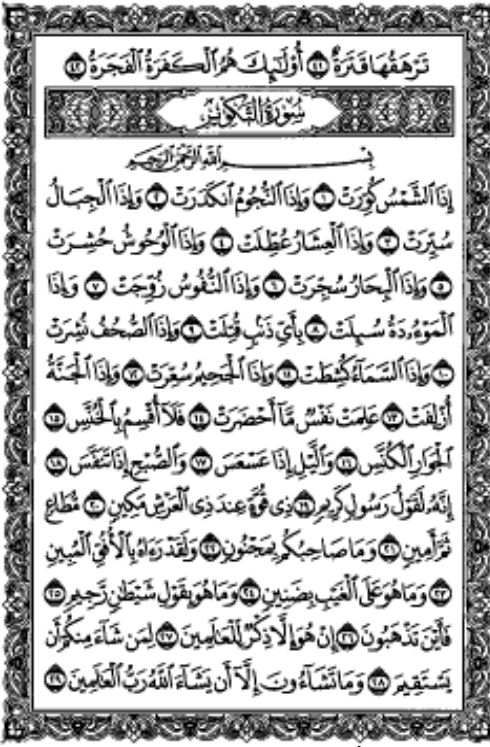 تَرْهَقُهَا قَتَرَةٌ ٤١ أُوْلَٰٓئِكَ هُمُ ٱلْكَفَرَةُ ٱلْفَجَرَةُ ٤٢
سُورَةُ التَّكْوِيرِ
بِسْمِ ٱللَّهِ ٱلرَّحْمَٰنِ ٱلرَّحِيمِ
إِذَا ٱلشَّمْسُ كُوِّرَتْ ١ وَإِذَا ٱلنُّجُومُ ٱنكَدَرَتْ ٢ وَإِذَا ٱلْجِبَالُ
سُيِّرَتْ ٣ وَإِذَا ٱلْعِشَارُ عُطِّلَتْ ٤ وَإِذَا ٱلْوُحُوشُ حُشِرَتْ
٥ وَإِذَا ٱلْبِحَارُ سُجِّرَتْ ٦ وَإِذَا ٱلنُّفُوسُ زُوِّجَتْ ٧ وَإِذَا
ٱلْمَوْءُۥدَةُ سُئِلَتْ ٨ بِأَىِّ ذَنۢبٍ قُتِلَتْ ٩ وَإِذَا ٱلصُّحُفُ نُشِرَتْ
١٠ وَإِذَا ٱلسَّمَآءُ كُشِطَتْ ١١ وَإِذَا ٱلْجَحِيمُ سُعِّرَتْ ١٢ وَإِذَا ٱلْجَنَّةُ
أُزْلِفَتْ ١٣ عَلِمَتْ نَفْسٌ مَّآ أَحْضَرَتْ ١٤ فَلَآ أُقْسِمُ بِٱلْخُنَّسِ ١٥
ٱلْجَوَارِ ٱلْكُنَّسِ ١٦ وَٱلَّيْلِ إِذَا عَسْعَسَ ١٧ وَٱلصُّبْحِ إِذَا تَنَفَّسَ ١٨
إِنَّهُۥ لَقَوْلُ رَسُولٍ كَرِيمٍ ١٩ ذِى قُوَّةٍ عِندَ ذِى ٱلْعَرْشِ مَكِينٍ ٢٠ مُّطَاعٍ
ثَمَّ أَمِينٍ ٢١ وَمَا صَاحِبُكُم بِمَجْنُونٍ ٢٢ وَلَقَدْ رَءَاهُ بِٱلْأُفُقِ ٱلْمُبِينِ
٢٣ وَمَا هُوَ عَلَى ٱلْغَيْبِ بِضَنِينٍ ٢٤ وَمَا هُوَ بِقَوْلِ شَيْطَٰنٍ رَّجِيمٍ ٢٥
فَأَيْنَ تَذْهَبُونَ ٢٦ إِنْ هُوَ إِلَّا ذِكْرٌ لِّلْعَٰلَمِينَ ٢٧ لِمَن شَآءَ مِنكُمْ أَن
يَسْتَقِيمَ ٢٨ وَمَا تَشَآءُونَ إِلَّآ أَن يَشَآءَ ٱللَّهُ رَبُّ ٱلْعَٰلَمِينَ ٢٩